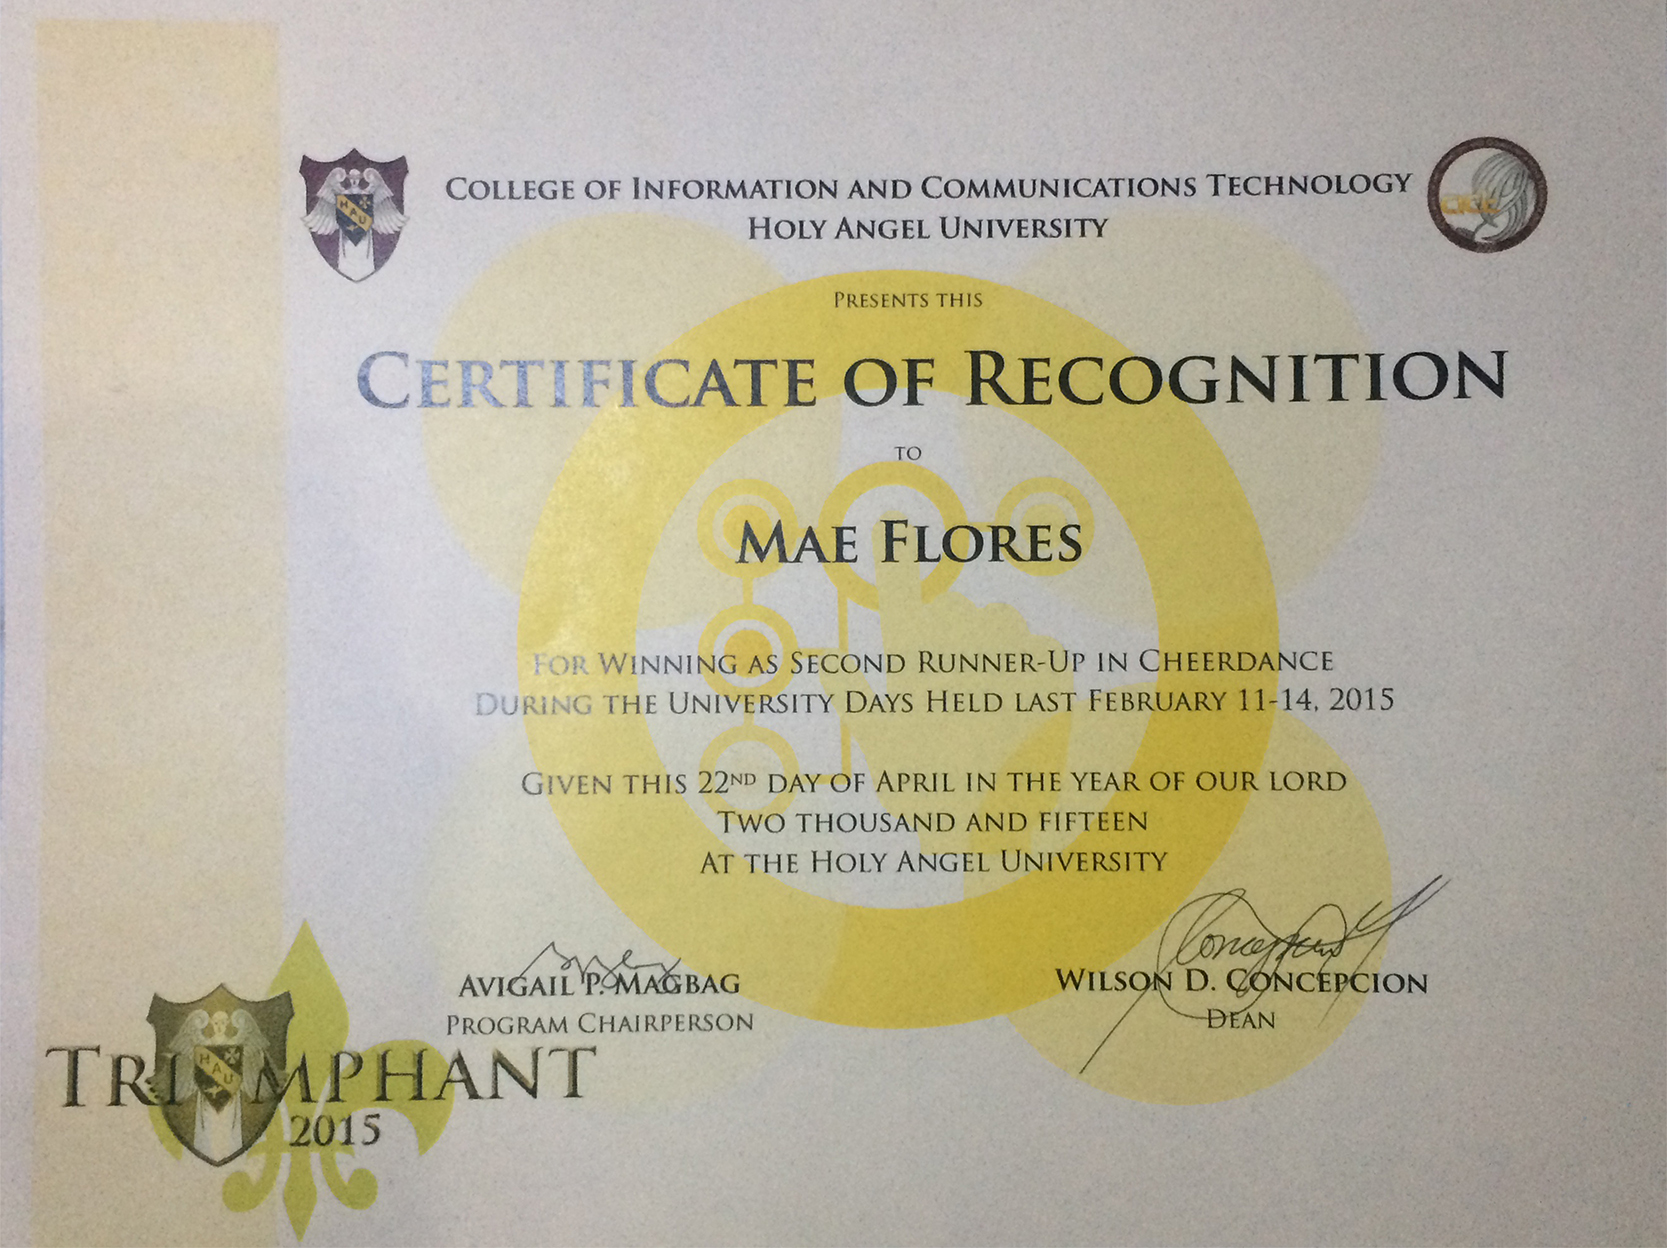 College of Information and Communications Technology
Holy Angel University
Presents this
Certificate of Recognition
to
Mae Flores
for Winning as Second Runner-Up in Cheerdance
During the University Days Held last February 11-14, 2015
Given this 22nd day of April in the year of our lord
Two thousand and fifteen
at the Holy Angel University
Avigail P. Magbag
Program Chairperson
Wilson D. Concepcion
Dean
HAU
Triumphant
2015
HAU